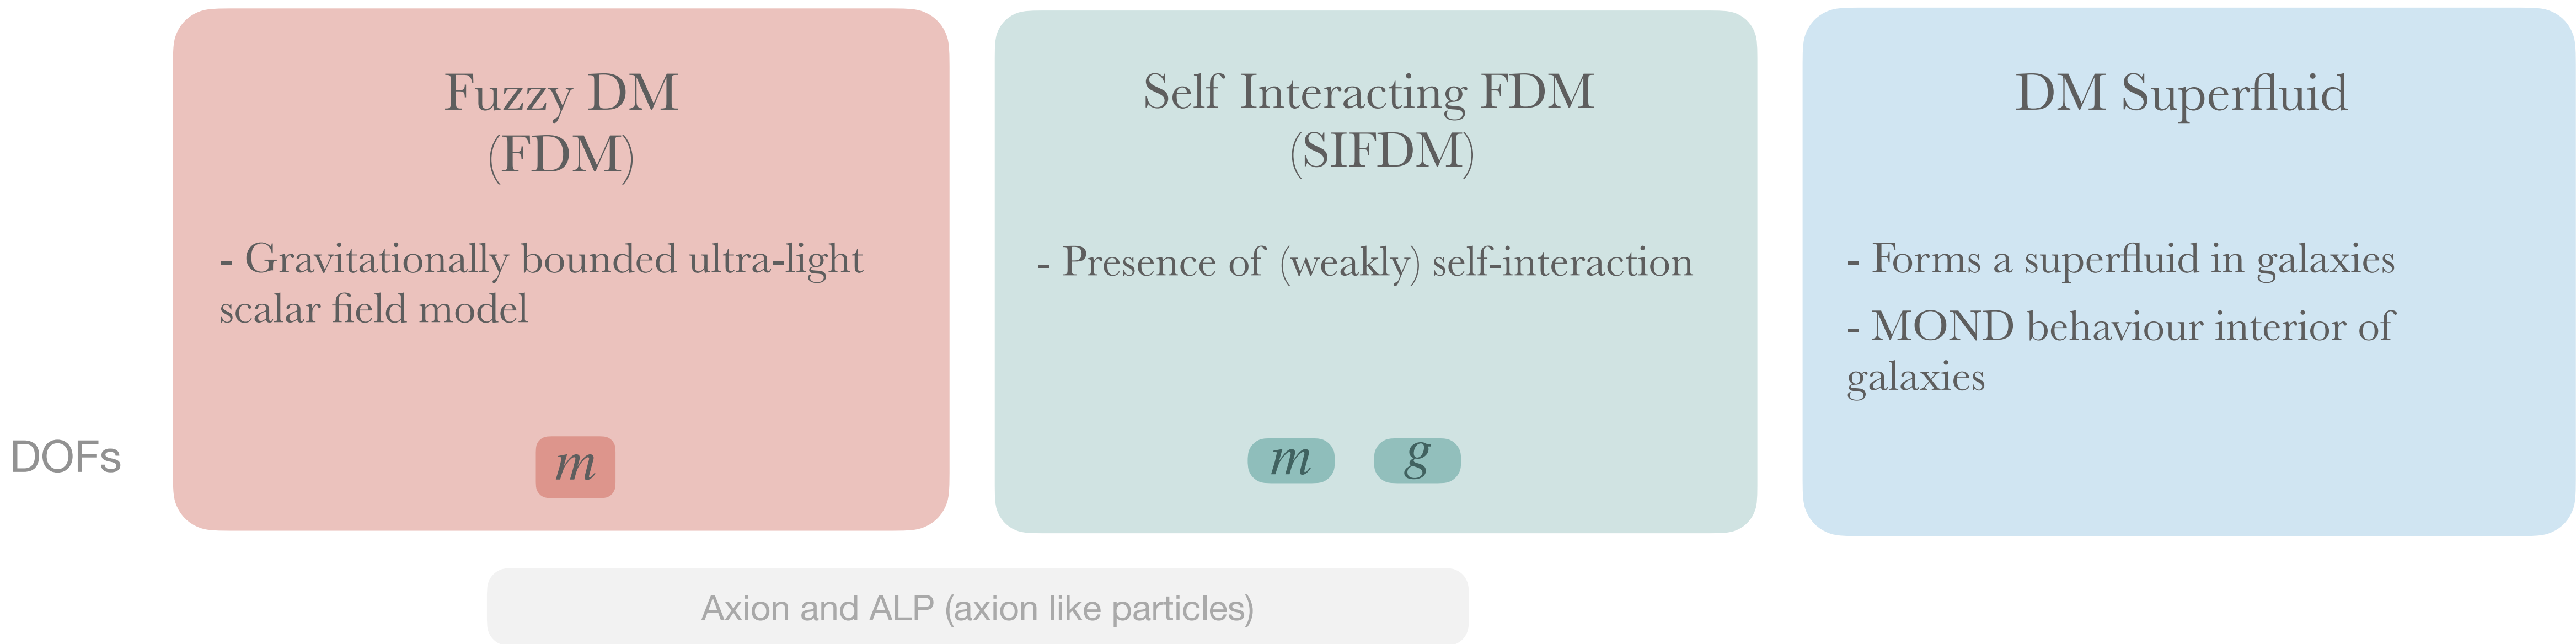 Fuzzy DM
(FDM)
- Gravitationally bounded ultra-light
scalar field model
Self Interacting FDM
(SIFDM)
- Presence of (weakly) self-interaction
DM Superfluid
- Forms a superfluid in galaxies
- MOND behaviour interior of
galaxies
DOFs
m
m g
Axion and ALP (axion like particles)